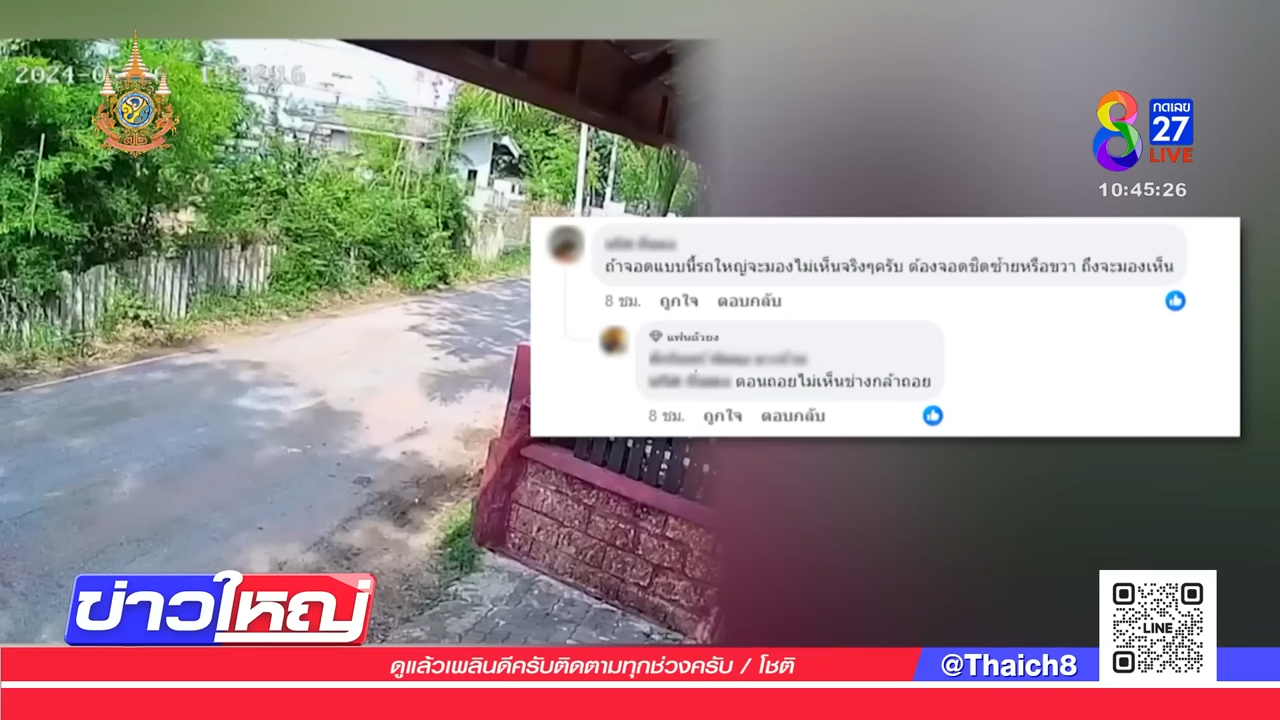 กดเลข
27
LIVE
10:45:26
ถ้าจอดแบบนี้รถใหญ่จะมองไม่เห็นจริงๆครับ ต้องจอดชิดซ้ายหรือขวา ถึงจะมองเห็น
8 ชม. ถูกใจ ตอบกลับ
แฟนตัวยง
ตอนถอยไม่เห็นช่างกล้าถอย
8 ชม. ถูกใจ ตอบกลับ
ข่าวใหญ่
LINE
ดูแล้วเพลินดีครับติดตามทุกช่วงครับ / โชติ
@Thaich8